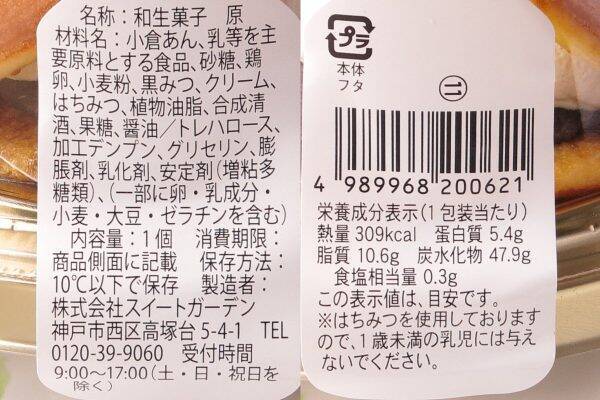 名称：和生菓子　原
材料名：小倉あん、乳等を主
要原料とする食品、砂糖、鶏
卵、小麦粉、黒みつ、クリーム、
はちみつ、植物油脂、合成清
酒、果糖、醤油／トレハロース、
加工デンプン、グリセリン、膨
脹剤、乳化剤、安定剤（増粘多
糖類）、（一部に卵・乳成分・
小麦・大豆・ゼラチンを含む）
内容量：1個　消費期限：
商品側面に記載　保存方法：
10℃以下で保存　製造者：
株式会社スイートガーデン
神戸市西区高塚台5-4-1　TEL
0120-39-9060　受付時間
9:00～17:00（土・日・祝日を
除く）
プラ
本体
フタ
⑪
4 989968 200621
栄養成分表示（1包装当たり）
熱量 309kcal　蛋白質 5.4g
脂質 10.6g　炭水化物 47.9g
食塩相当量 0.3g
この表示値は、目安です。
※はちみつを使用しております
ので、1歳未満の乳児には与え
ないでください。